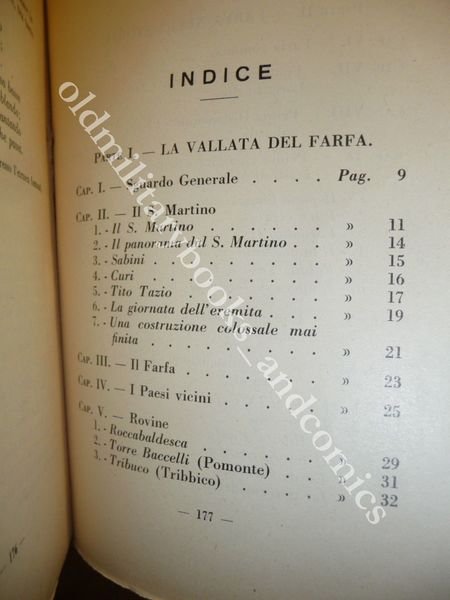 INDICE
PARTE I. — LA VALLATA DEL FARFA.
CAP. I. — Sguardo Generale . . . . Pag. 9
CAP. II. — Il S. Martino
1. - Il S. Martino . . . . . » 11
2. - Il panorama dal S. Martino . . » 14
3. - Sabini . . . . . . . » 15
4. - Curi . . . . . . . » 16
5. - Tito Tazio . . . . . . » 17
6. - La giornata dell'eremita . . . » 19
7. - Una costruzione colossale mai
finita . . . . . . . » 21
CAP. III. — Il Farfa . . . . . . » 23
CAP. IV. — I Paesi vicini . . . . . » 25
CAP. V. — Rovine
1. - Roccabaldesca . . . . . » 29
2. - Torre Baccelli (Pomonte) . . . » 31
3. - Tribuco (Tribbico) . . . . » 32
— 177 —
— 176 —
oldmilitarybooks_andcomics